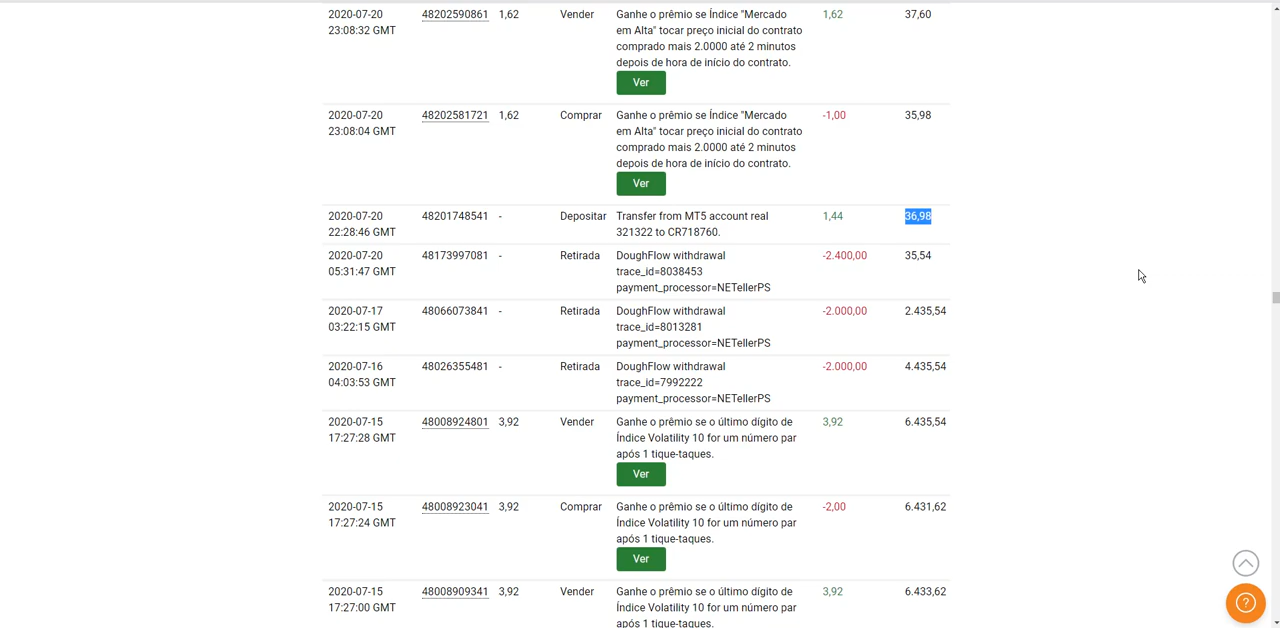 2020-07-20 48202590861 1,62 Vender Ganhe o prêmio se Índice "Mercado 1,62 37,60
23:08:32 GMT em Alta" tocar preço inicial do contrato
comprado mais 2.0000 até 2 minutos
depois de hora de início do contrato.
Ver
2020-07-20 48202581721 1,62 Comprar Ganhe o prêmio se Índice "Mercado -1,00 35,98
23:08:04 GMT em Alta" tocar preço inicial do contrato
comprado mais 2.0000 até 2 minutos
depois de hora de início do contrato.
Ver
2020-07-20 48201748541 - Depositar Transfer from MT5 account real 1,44 36,98
22:28:46 GMT 321322 to CR718760.
2020-07-20 48173997081 - Retirada DoughFlow withdrawal -2.400,00 35,54
05:31:47 GMT trace_id=8038453
payment_processor=NETellerPS
2020-07-17 48066073841 - Retirada DoughFlow withdrawal -2.000,00 2.435,54
03:22:15 GMT trace_id=8013281
payment_processor=NETellerPS
2020-07-16 48026355481 - Retirada DoughFlow withdrawal -2.000,00 4.435,54
04:03:53 GMT trace_id=7992222
payment_processor=NETellerPS
2020-07-15 48008924801 3,92 Vender Ganhe o prêmio se o último dígito de 3,92 6.435,54
17:27:28 GMT Índice Volatility 10 for um número par
após 1 tique-taques.
Ver
2020-07-15 48008923041 3,92 Comprar Ganhe o prêmio se o último dígito de -2,00 6.431,62
17:27:24 GMT Índice Volatility 10 for um número par
após 1 tique-taques.
Ver
2020-07-15 48008909341 3,92 Vender Ganhe o prêmio se o último dígito de 3,92 6.433,62
17:27:00 GMT Índice Volatility 10 for um número par
após 1 tique-taques.